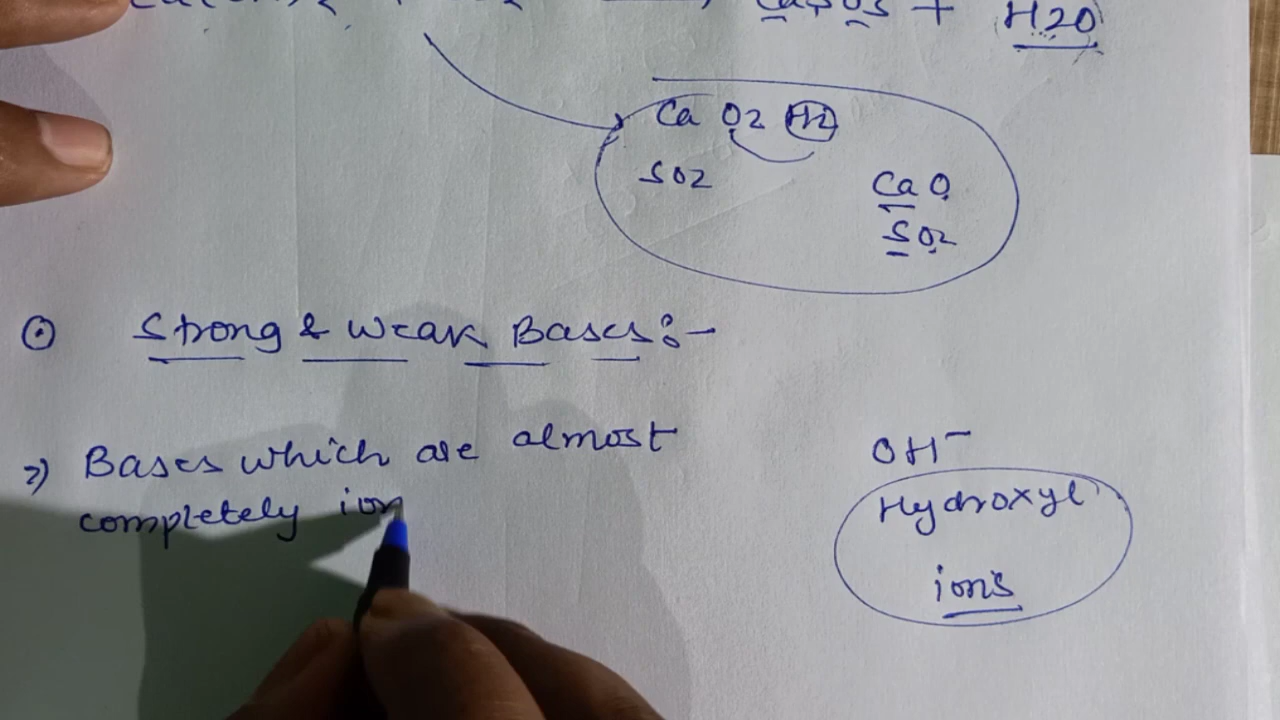 + H2O
Ca O2 H2
SO2
CaO
SO2
Strong & Weak Bases:-
Bases which are almost
completely ion
OH-
Hydroxyl
ions